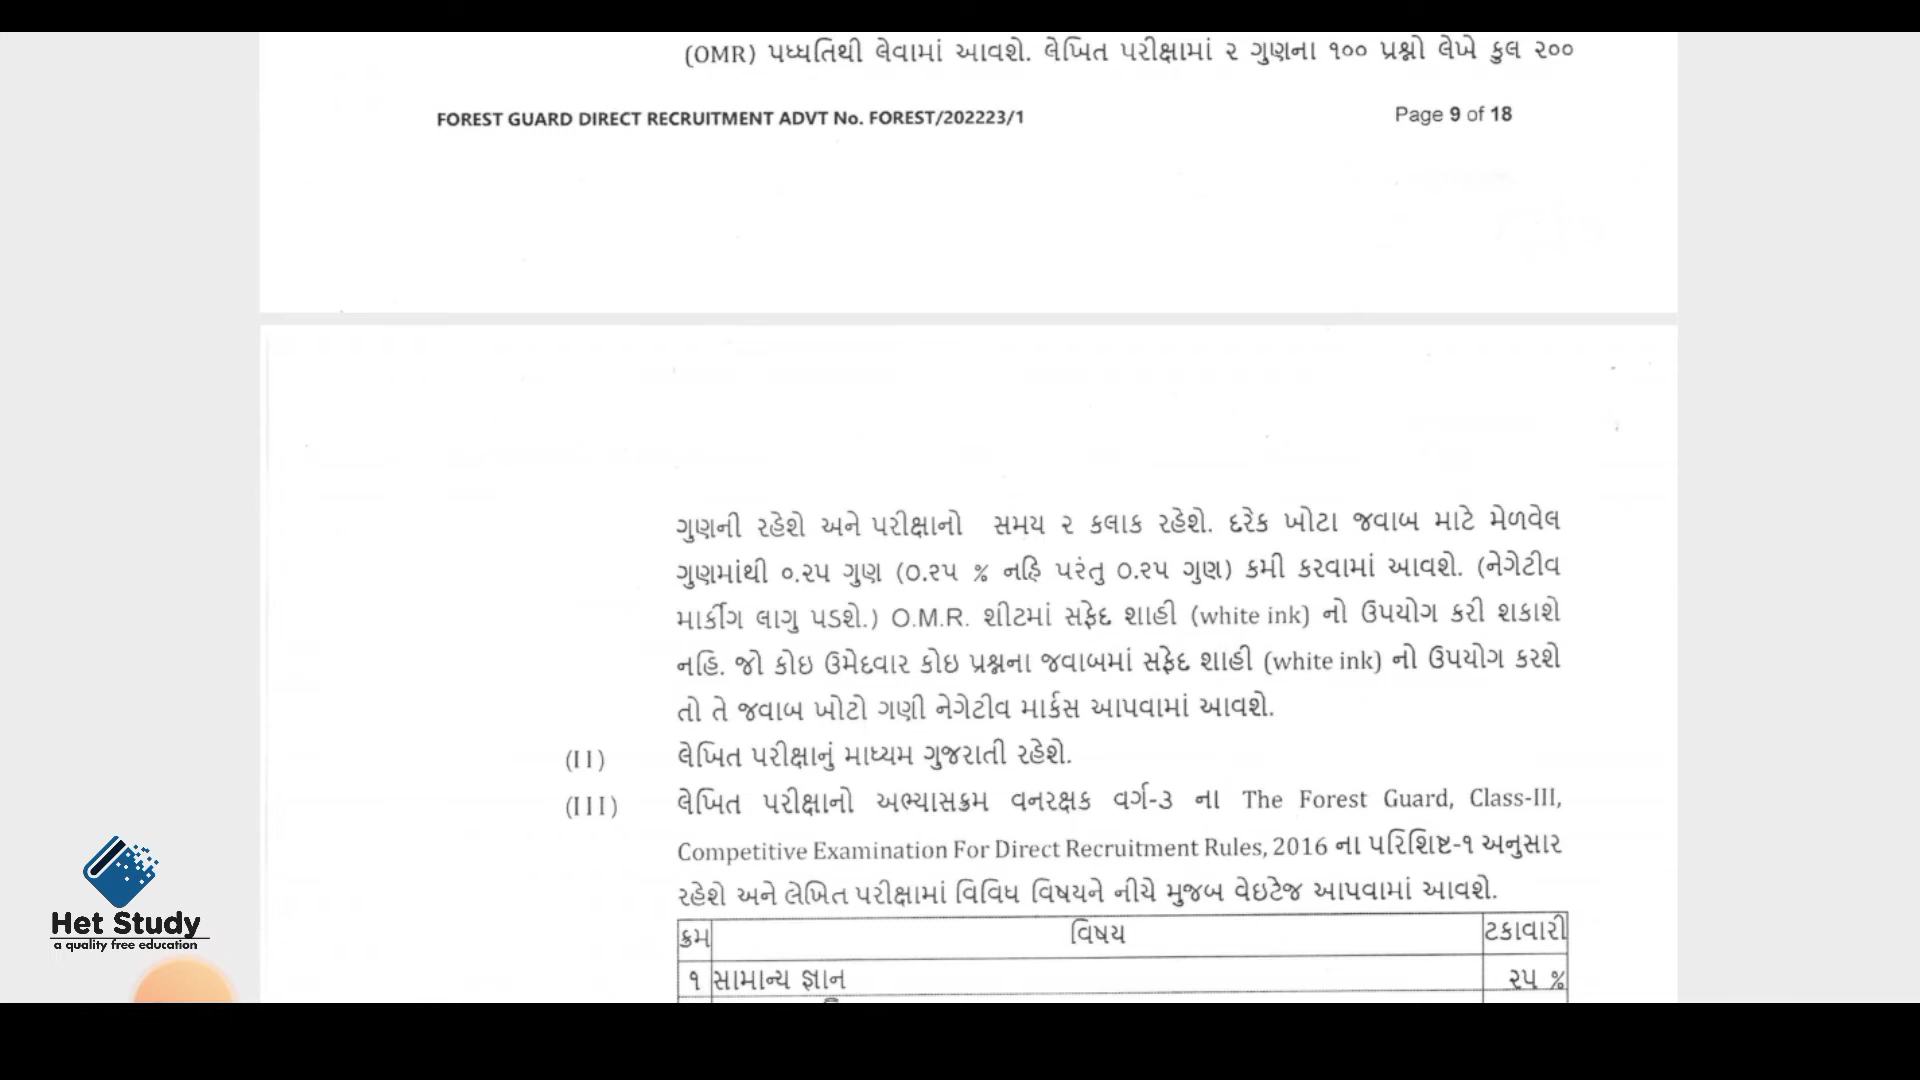 (OMR) પધ્ધતિથી લેવામાં આવશે. લેખિત પરીક્ષામાં ૨ ગુણના ૧૦૦ પ્રશ્નો લેખે કુલ ૨૦૦
FOREST GUARD DIRECT RECRUITMENT ADVT No. FOREST/202223/1
Page 9 of 18
ગુણની રહેશે અને પરીક્ષાનો સમય ૨ કલાક રહેશે. દરેક ખોટા જવાબ માટે મેળવેલ
ગુણમાંથી ૦.૨૫ ગુણ (૦.૨૫ % નહિ પરંતુ ૦.૨૫ ગુણ) કમી કરવામાં આવશે. (નેગેટીવ
માર્કીંગ લાગુ પડશે.) O.M.R. શીટમાં સફેદ શાહી (white ink) નો ઉપયોગ કરી શકાશે
નહિ. જો કોઇ ઉમેદવાર કોઇ પ્રશ્નના જવાબમાં સફેદ શાહી (white ink) નો ઉપયોગ કરશે
તો તે જવાબ ખોટો ગણી નેગેટીવ માર્કસ આપવામાં આવશે.
(II) લેખિત પરીક્ષાનું માધ્યમ ગુજરાતી રહેશે.
(III) લેખિત પરીક્ષાનો અભ્યાસક્રમ વનરક્ષક વર્ગ-૩ ના The Forest Guard, Class-III,
Competitive Examination For Direct Recruitment Rules, 2016 ના પરિશિષ્ટ-૧ અનુસાર
રહેશે અને લેખિત પરીક્ષામાં વિવિધ વિષયને નીચે મુજબ વેઇટેજ આપવામાં આવશે.
ક્રમ વિષય ટકાવારી
૧ સામાન્ય જ્ઞાન ૨૫ %
Het Study
a quality free education